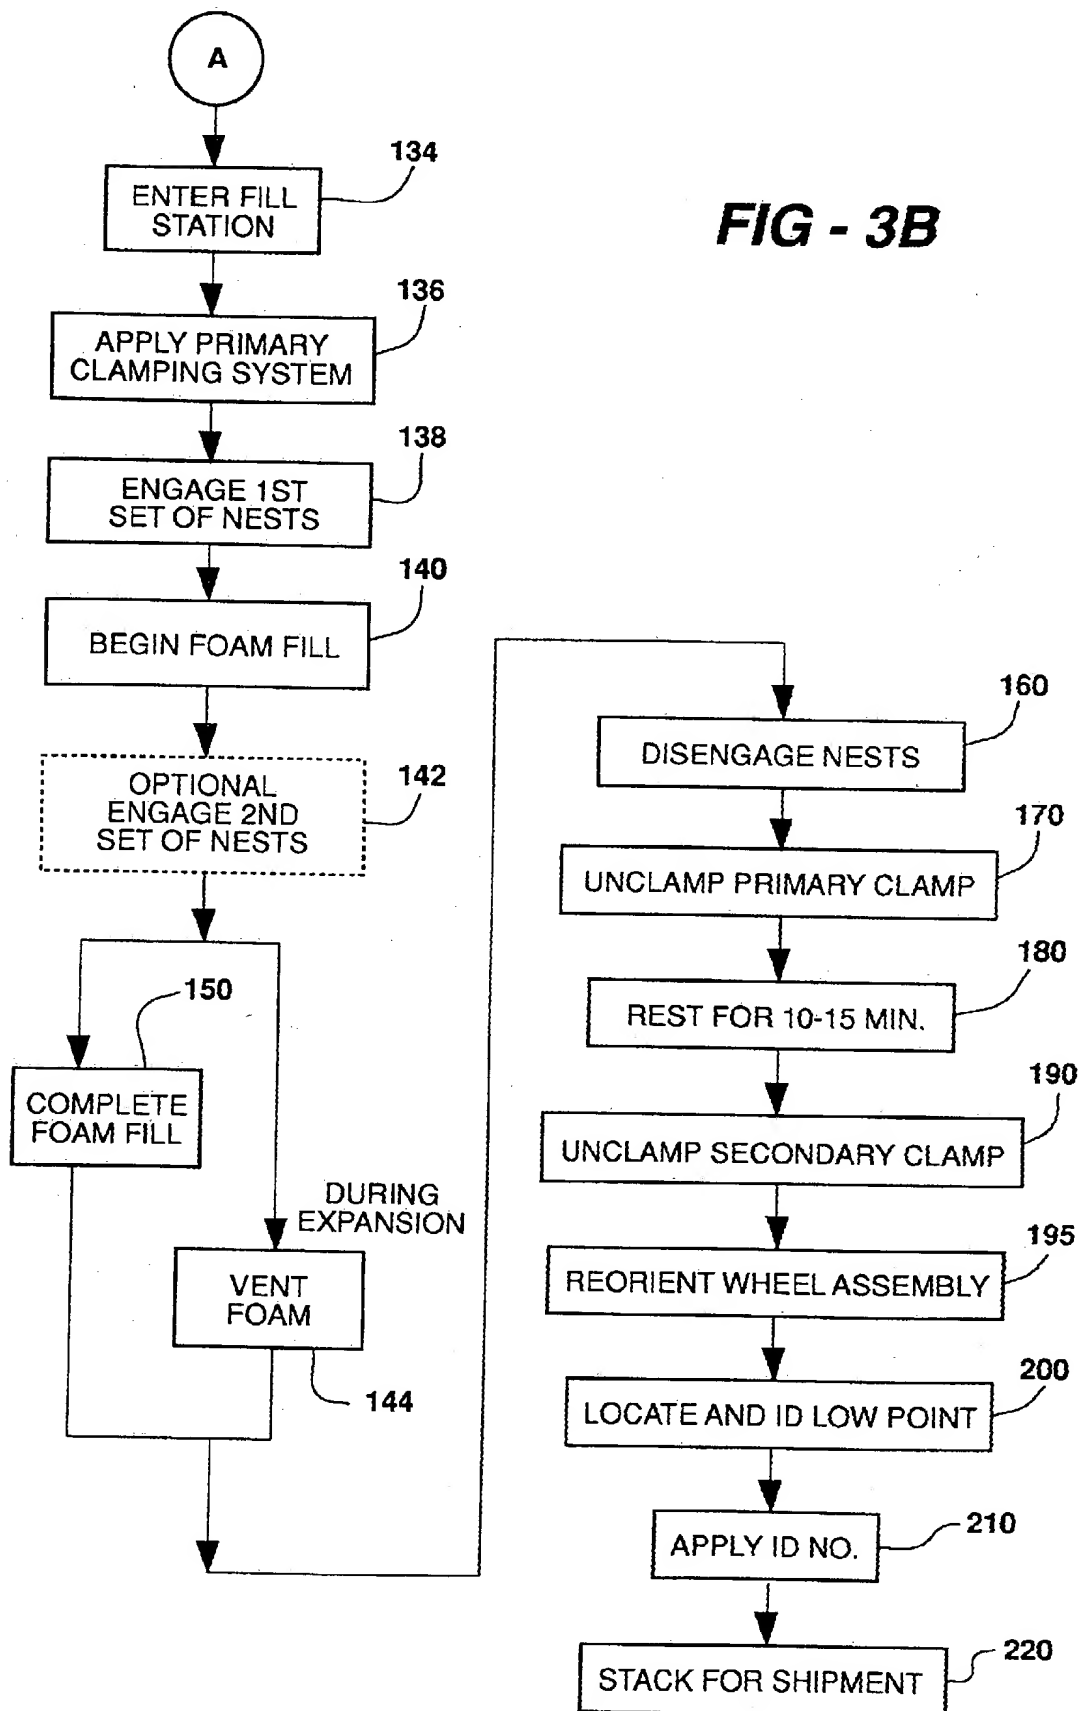 A
134
ENTER FILL
STATION
FIG - 3B
136
APPLY PRIMARY
CLAMPING SYSTEM
138
ENGAGE 1ST
SET OF NESTS
140
BEGIN FOAM FILL
142
OPTIONAL
ENGAGE 2ND
SET OF NESTS
150
COMPLETE
FOAM FILL
DURING
EXPANSION
VENT
FOAM
144
160
DISENGAGE NESTS
170
UNCLAMP PRIMARY CLAMP
180
REST FOR 10-15 MIN.
190
UNCLAMP SECONDARY CLAMP
195
REORIENT WHEEL ASSEMBLY
200
LOCATE AND ID LOW POINT
210
APPLY ID NO.
220
STACK FOR SHIPMENT